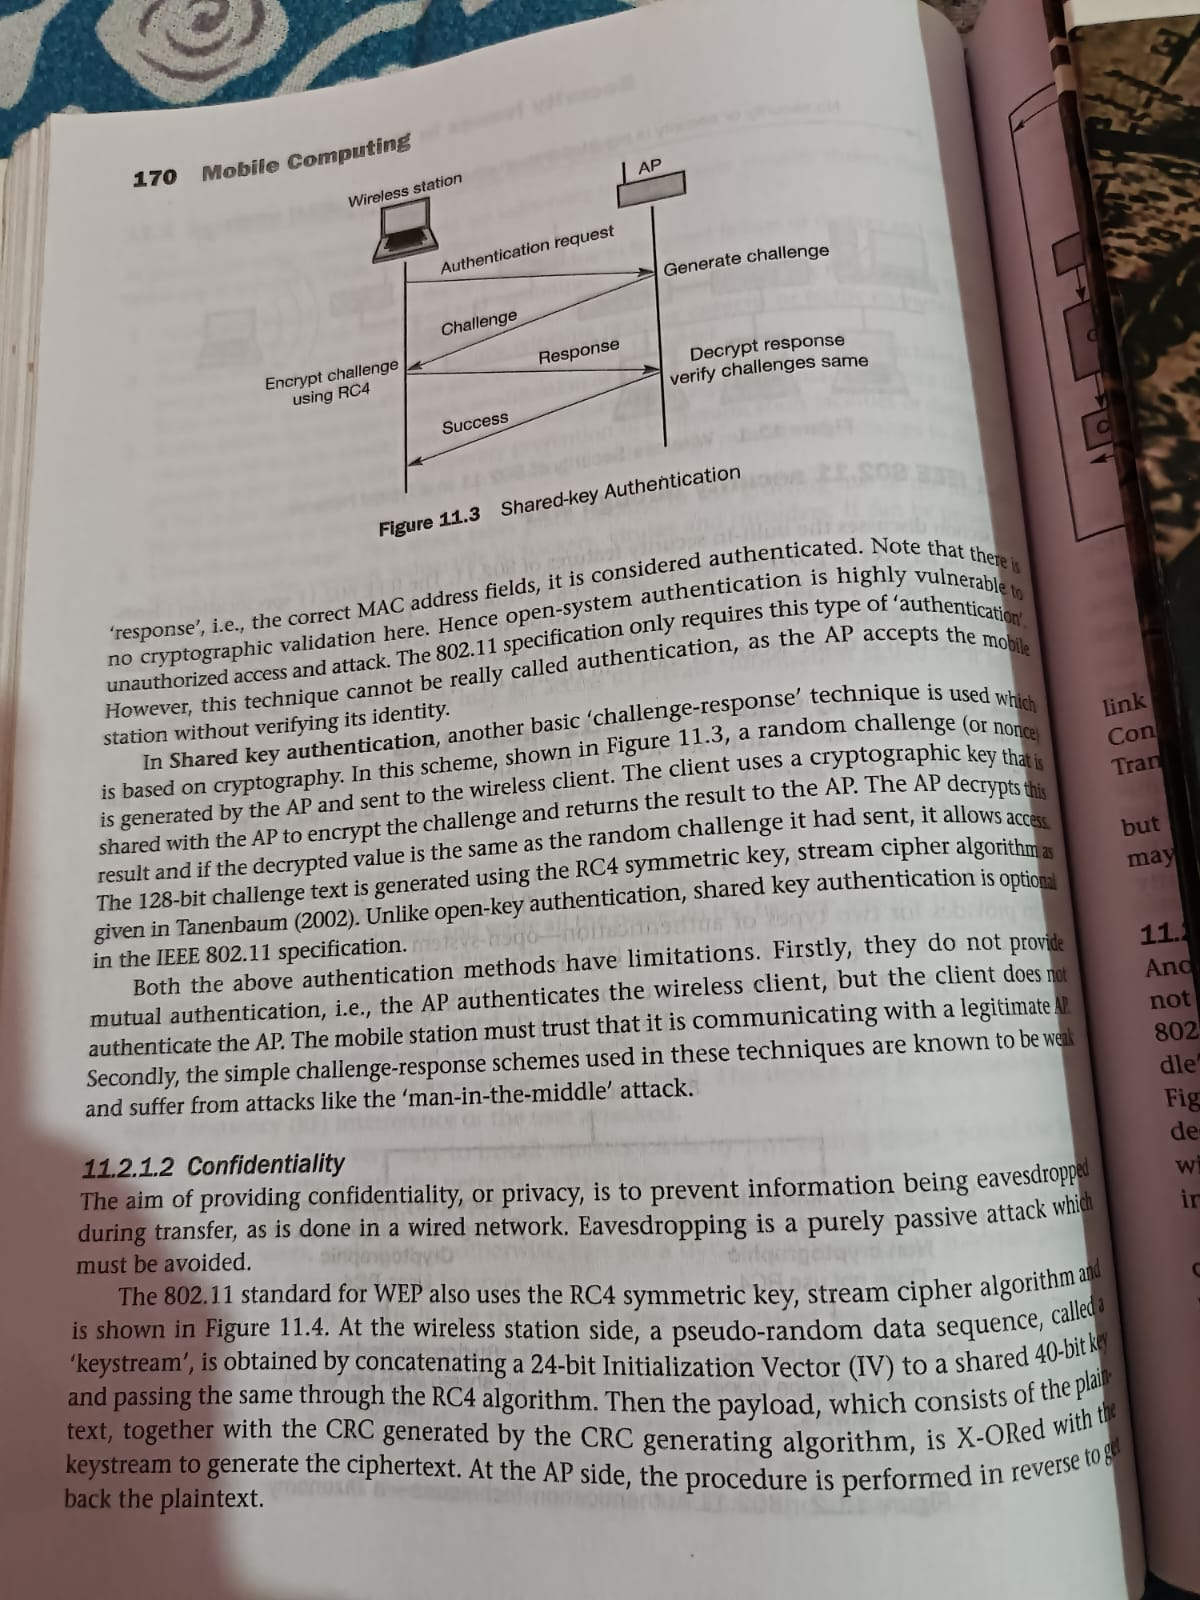 170 Mobile Computing
Wireless station
AP
Authentication request
Generate challenge
Challenge
Response
Encrypt challenge
using RC4
Decrypt response
verify challenges same
Success
Figure 11.3 Shared-key Authentication
'response', i.e., the correct MAC address fields, it is considered authenticated. Note that there is
no cryptographic validation here. Hence open-system authentication is highly vulnerable to
unauthorized access and attack. The 802.11 specification only requires this type of 'authentication'.
However, this technique cannot be really called authentication, as the AP accepts the mobile
station without verifying its identity.
In Shared key authentication, another basic 'challenge-response' technique is used which
is based on cryptography. In this scheme, shown in Figure 11.3, a random challenge (or nonce)
is generated by the AP and sent to the wireless client. The client uses a cryptographic key that is
shared with the AP to encrypt the challenge and returns the result to the AP. The AP decrypts this
result and if the decrypted value is the same as the random challenge it had sent, it allows access.
The 128-bit challenge text is generated using the RC4 symmetric key, stream cipher algorithm as
given in Tanenbaum (2002). Unlike open-key authentication, shared key authentication is optional
in the IEEE 802.11 specification.
Both the above authentication methods have limitations. Firstly, they do not provide
mutual authentication, i.e., the AP authenticates the wireless client, but the client does not
authenticate the AP. The mobile station must trust that it is communicating with a legitimate AP.
Secondly, the simple challenge-response schemes used in these techniques are known to be weak
and suffer from attacks like the 'man-in-the-middle' attack.
11.2.1.2 Confidentiality
The aim of providing confidentiality, or privacy, is to prevent information being eavesdropped
during transfer, as is done in a wired network. Eavesdropping is a purely passive attack which
must be avoided.
The 802.11 standard for WEP also uses the RC4 symmetric key, stream cipher algorithm and
is shown in Figure 11.4. At the wireless station side, a pseudo-random data sequence, called a
'keystream', is obtained by concatenating a 24-bit Initialization Vector (IV) to a shared 40-bit key
and passing the same through the RC4 algorithm. Then the payload, which consists of the plain-
text, together with the CRC generated by the CRC generating algorithm, is X-ORed with the
keystream to generate the ciphertext. At the AP side, the procedure is performed in reverse to get
back the plaintext.
link
Con
Tran
but
may
11.
And
not
802
dle'
Fig
de
wi